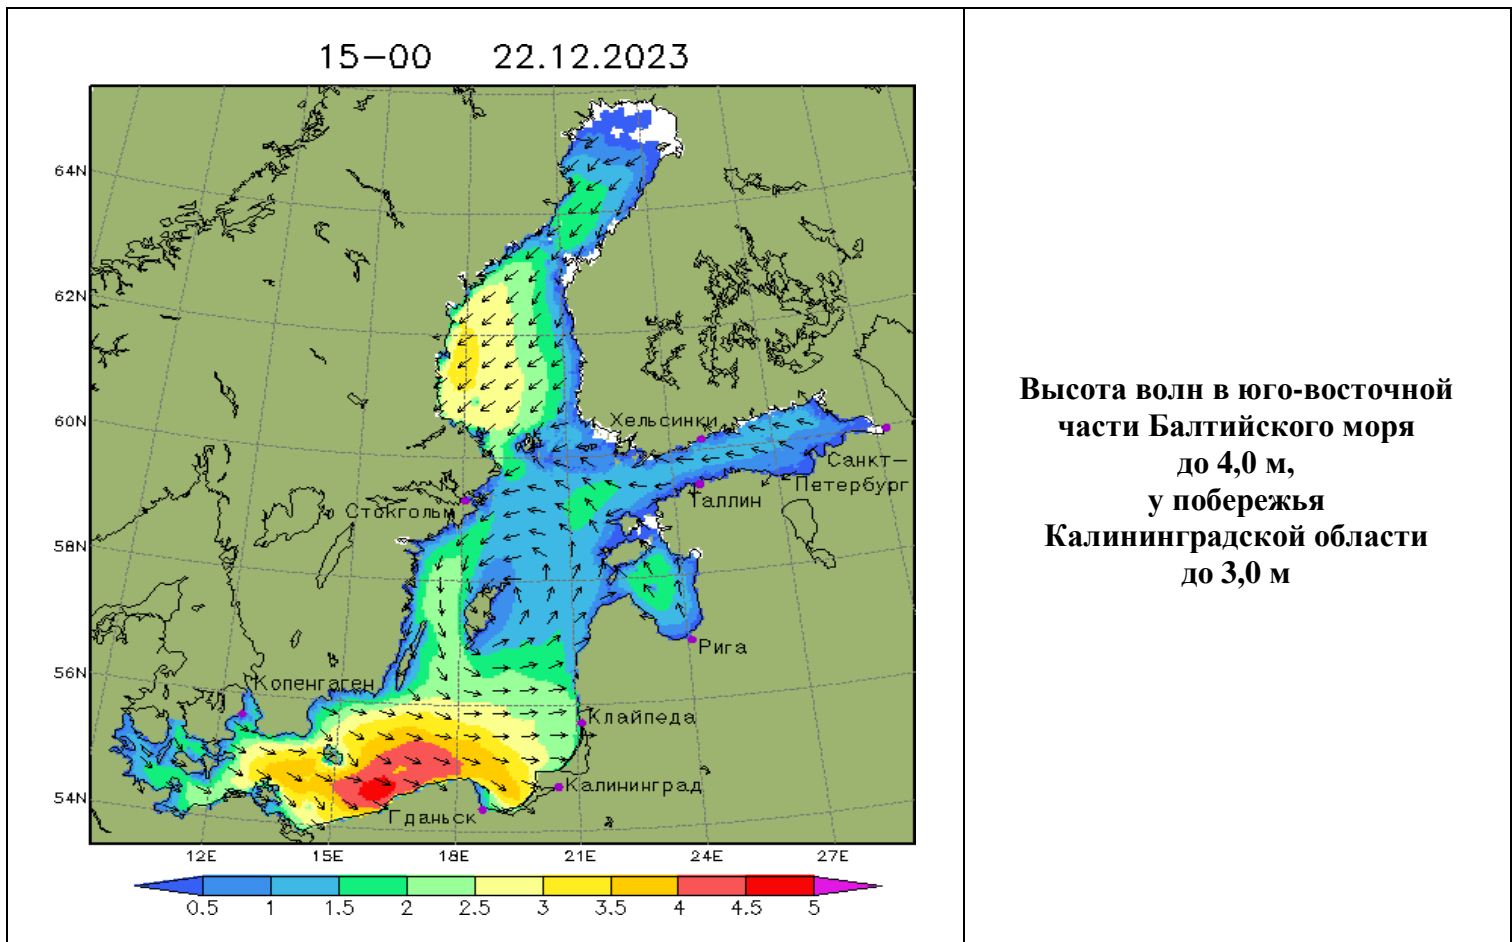 15-00 22.12.2023
64N
62N
60N
58N
56N
54N
Хельсинки
Санкт-
Петербург
Таллин
Стокгольм
Рига
Копенгаген
Клайпеда
Калининград
Гданьск
12E 15E 18E 21E 24E 27E
0.5 1 1.5 2 2.5 3 3.5 4 4.5 5
Высота волн в юго-восточной
части Балтийского моря
до 4,0 м,
у побережья
Калининградской области
до 3,0 м